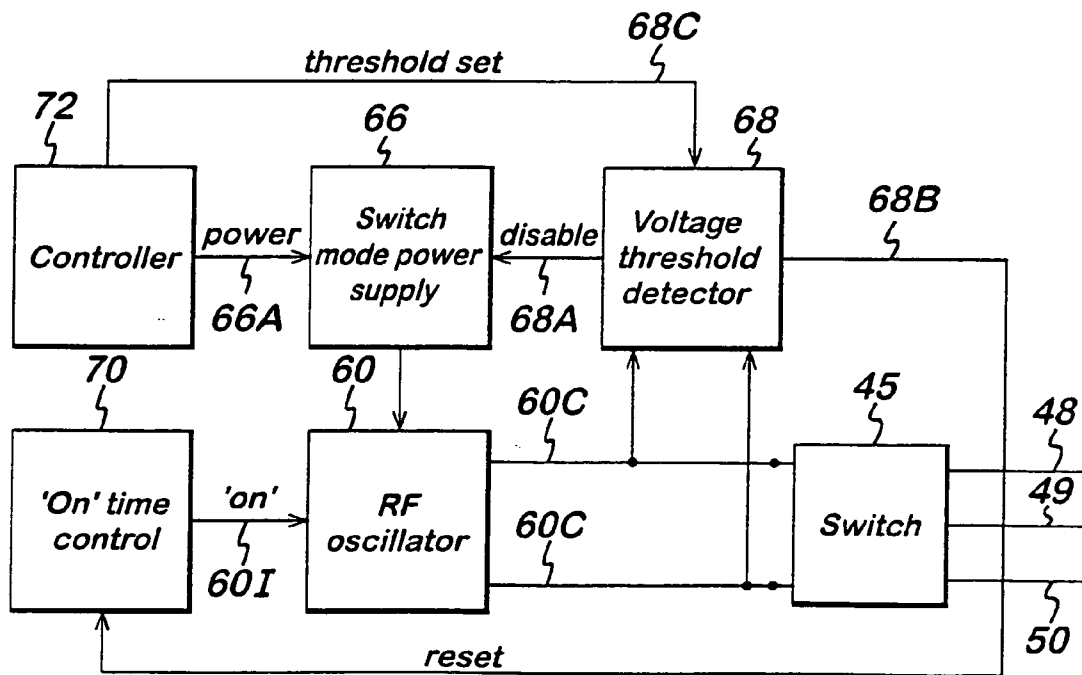 68C
threshold set
72
66
68
68B
Controller
power
66A
Switch
mode power
supply
disable
68A
Voltage
threshold
detector
70
60
60C
45
48
49
'On' time
control
'on'
60I
RF
oscillator
60C
Switch
50
reset